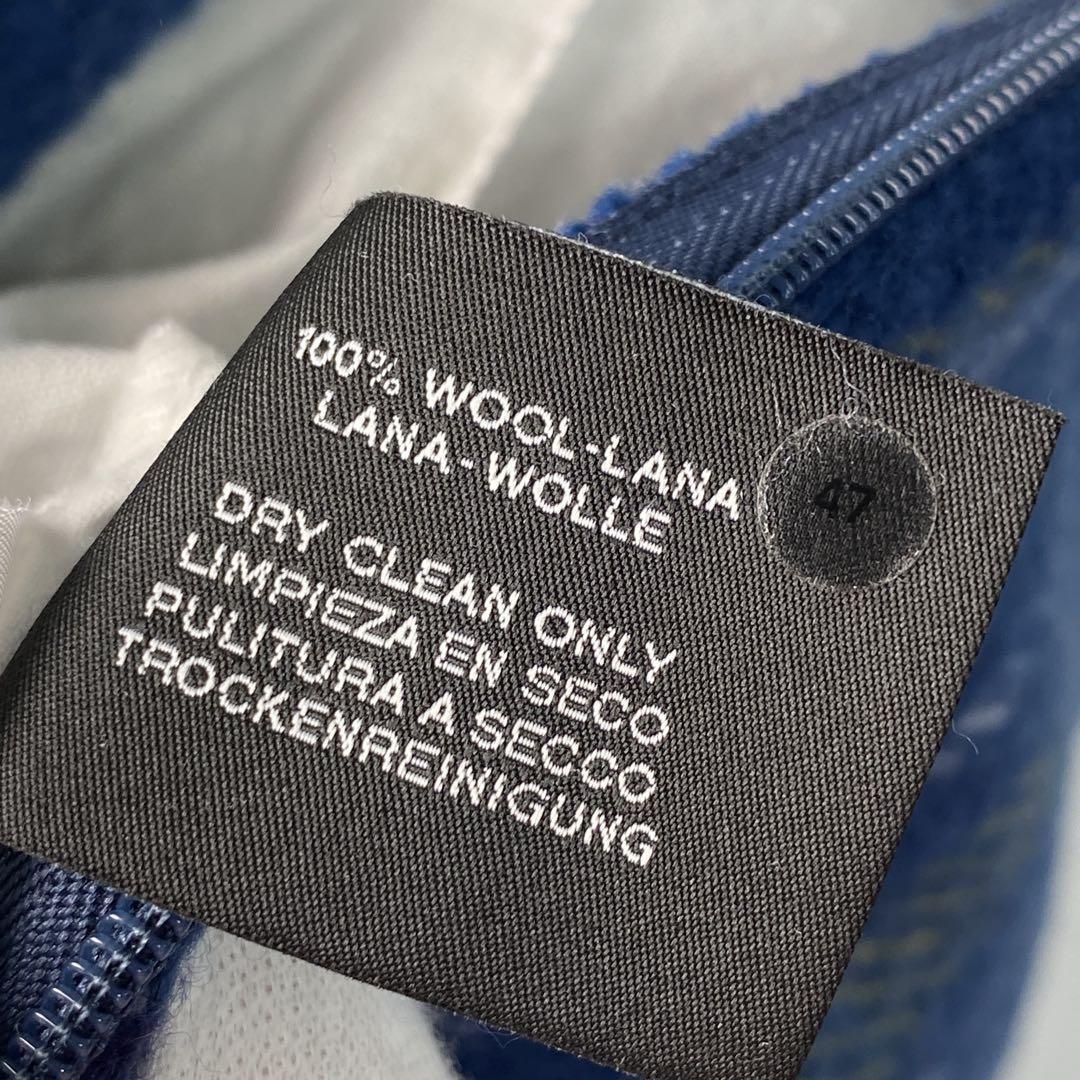 100% WOOL-LANA
LANA-WOLLE
47
DRY CLEAN ONLY
LIMPIEZA EN SECO
PULITURA A SECCO
TROCKENREINIGUNG